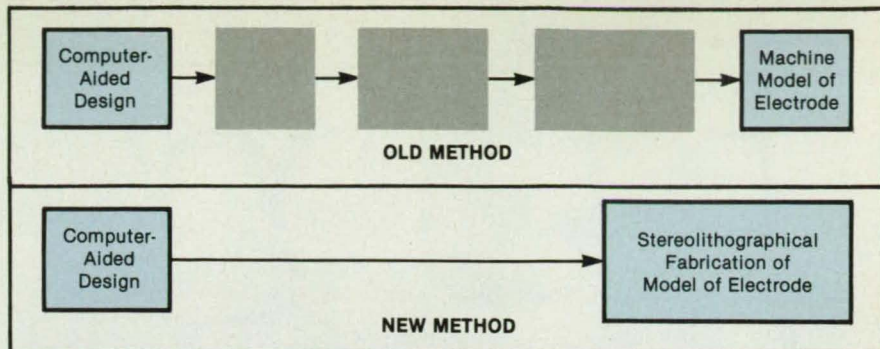 Computer-
Aided
Design
Machine
Model of
Electrode
OLD METHOD
Computer-
Aided
Design
Stereolithographical
Fabrication of
Model of Electrode
NEW METHOD